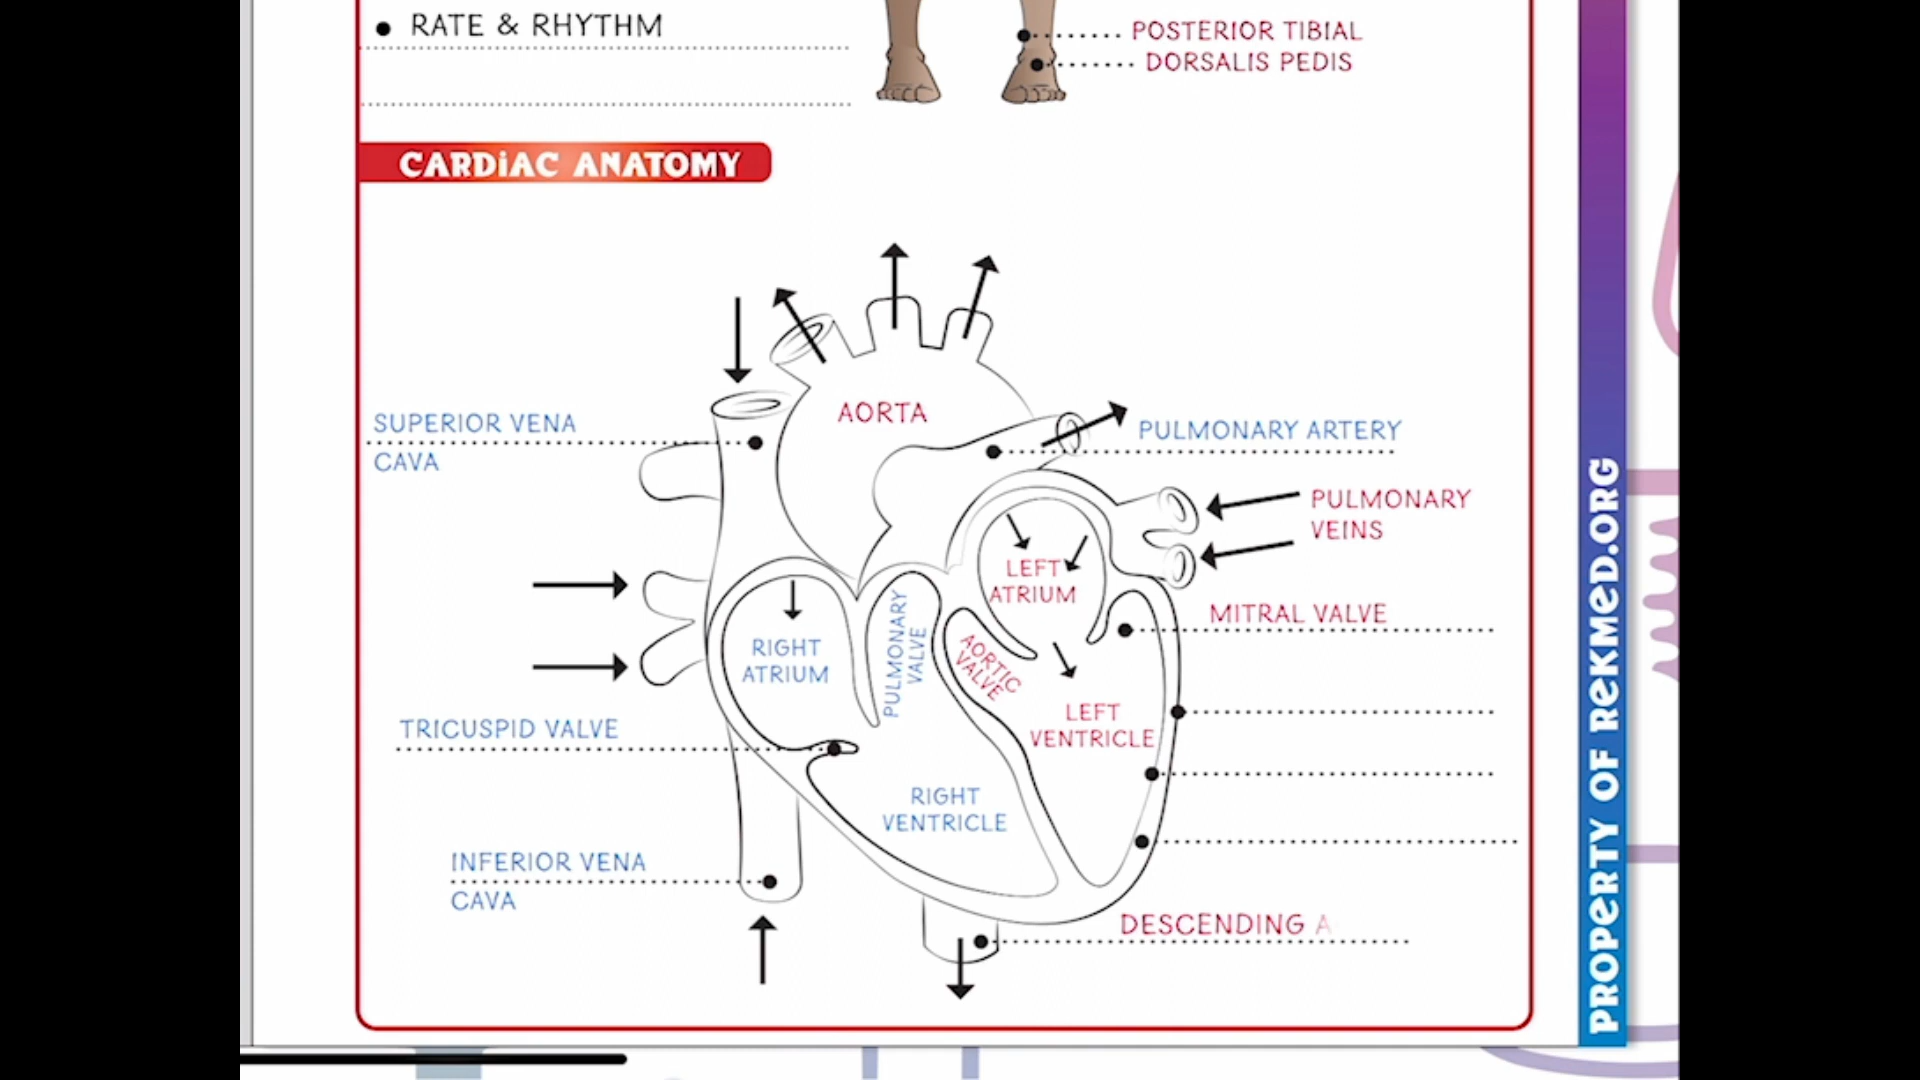 RATE & RHYTHM
POSTERIOR TIBIAL
DORSALIS PEDIS
CARDiAC ANATOMY
AORTA
SUPERIOR VENA
CAVA
PULMONARY ARTERY
PULMONARY
VEINS
LEFT
ATRIUM
MITRAL VALVE
RIGHT
ATRIUM
PULMONARY
VALVE
AORTIC
VALVE
LEFT
VENTRICLE
TRICUSPID VALVE
RIGHT
VENTRICLE
INFERIOR VENA
CAVA
DESCENDING A
PROPERTY OF REKMED.ORG